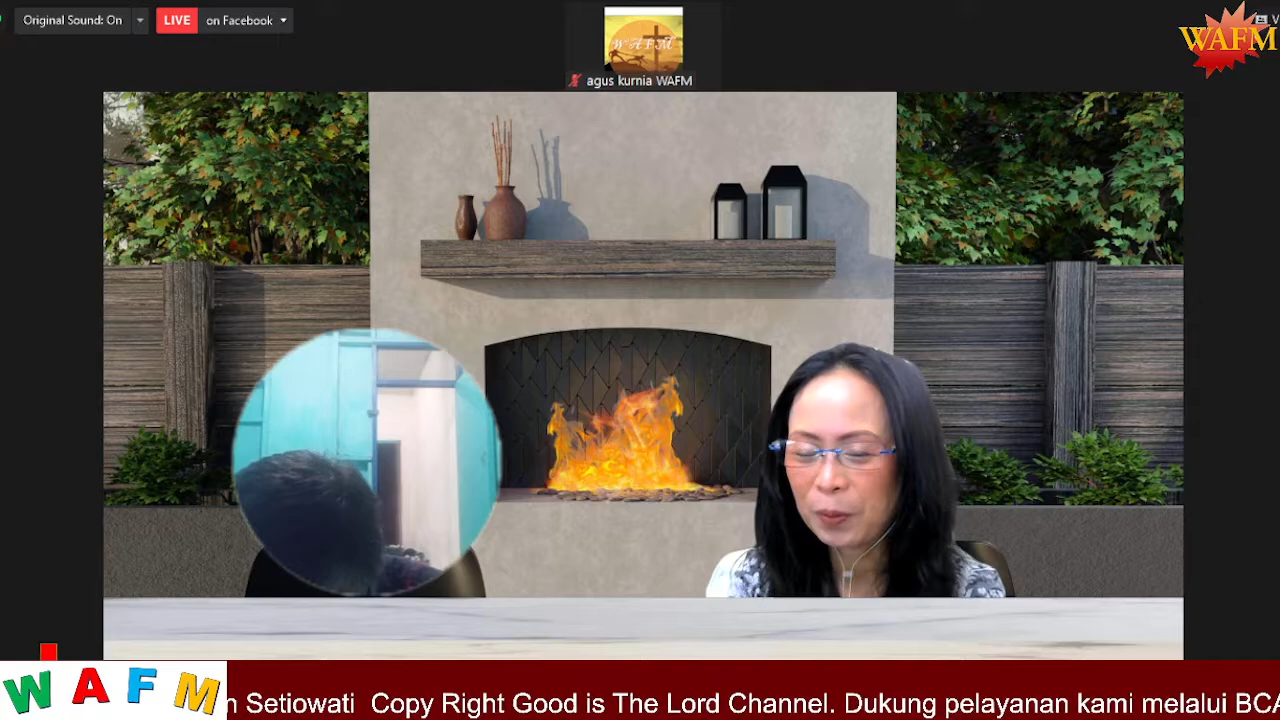 Original Sound: On
LIVE on Facebook
WAFM
agus kurnia WAFM
WAFM
WAFM
n Setiowati Copy Right Good is The Lord Channel. Dukung pelayanan kami melalui BCA